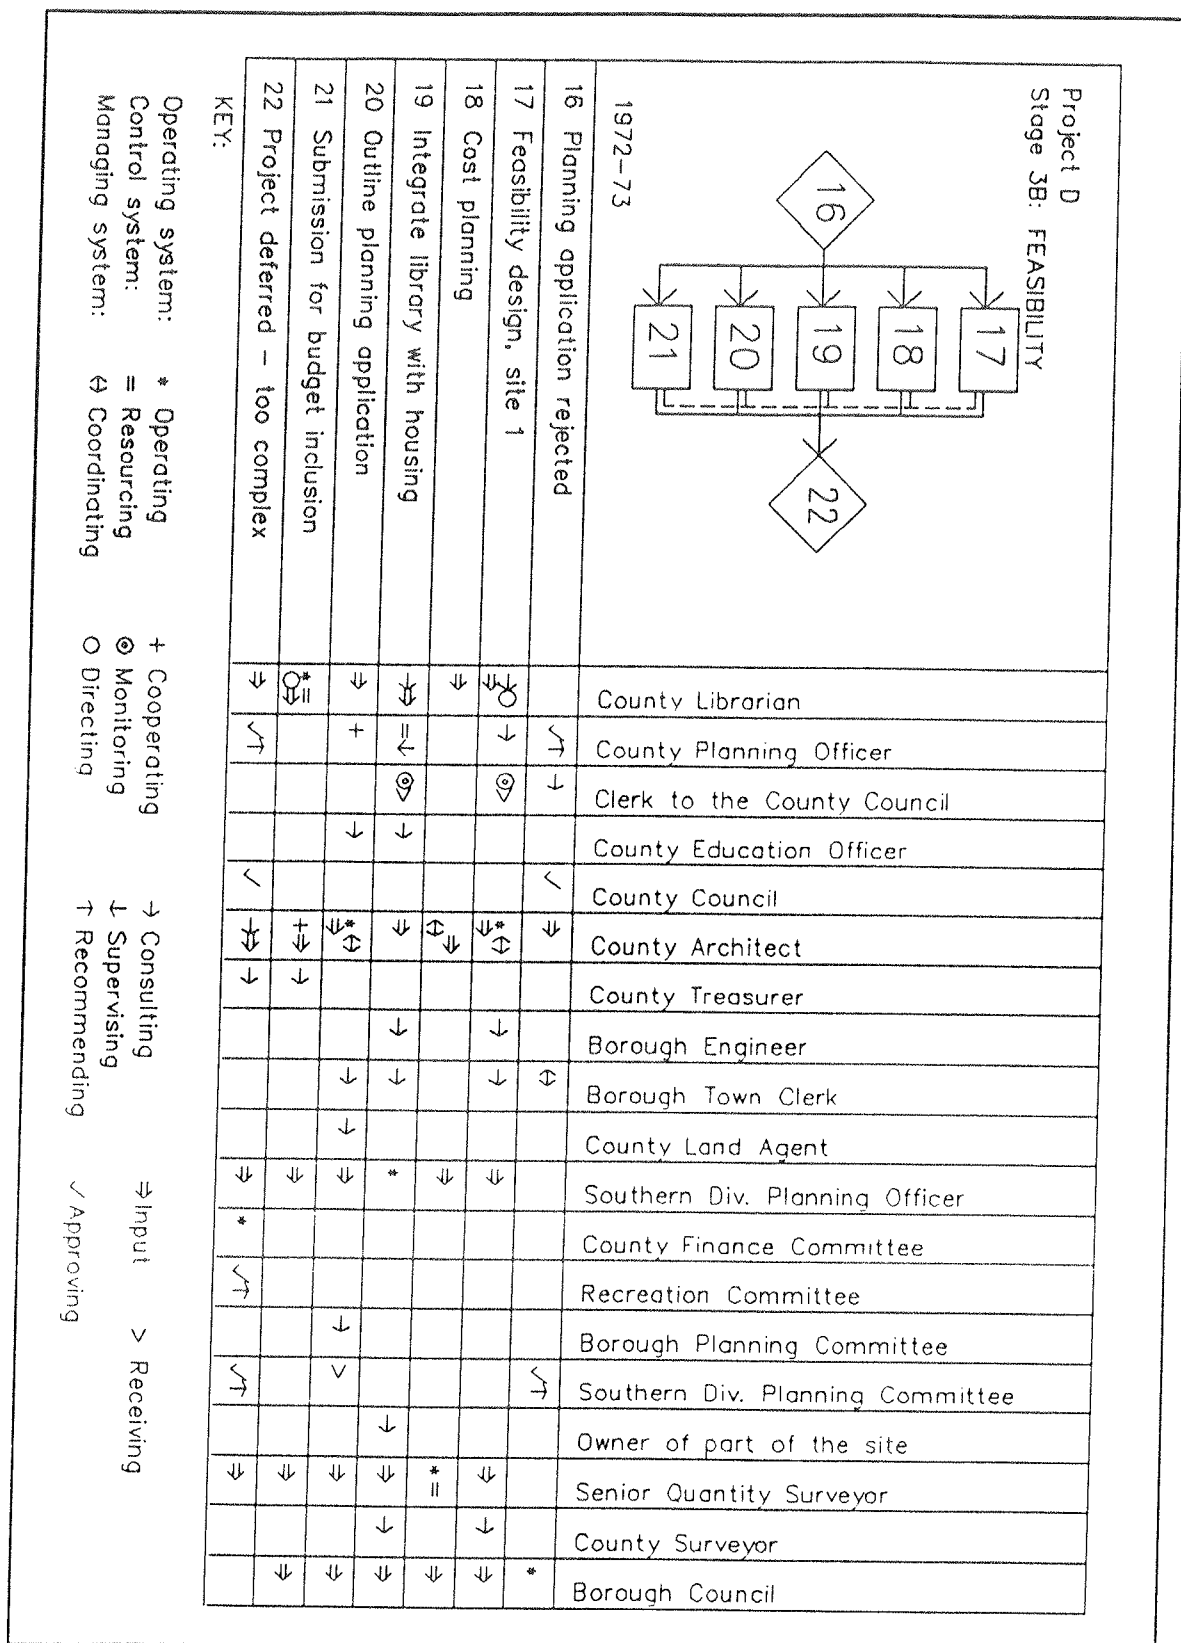 Project D
Stage 3B: FEASIBILITY
16
17
18
19
20
21
22
1972-73
16 Planning application rejected
17 Feasibility design, site 1
18 Cost planning
19 Integrate library with housing
20 Outline planning application
21 Submission for budget inclusion
22 Project deferred – too complex
County Librarian
County Planning Officer
Clerk to the County Council
County Education Officer
County Council
County Architect
County Treasurer
Borough Engineer
Borough Town Clerk
County Land Agent
Southern Div. Planning Officer
County Finance Committee
Recreation Committee
Borough Planning Committee
Southern Div. Planning Committee
Owner of part of the site
Senior Quantity Surveyor
County Surveyor
Borough Council
KEY:
Operating system: * Operating + Cooperating → Consulting ⇒ Input > Receiving
Control system: = Resourcing ⊙ Monitoring ↓ Supervising
Managing system: ⇔ Coordinating ○ Directing ↑ Recommending ✓ Approving